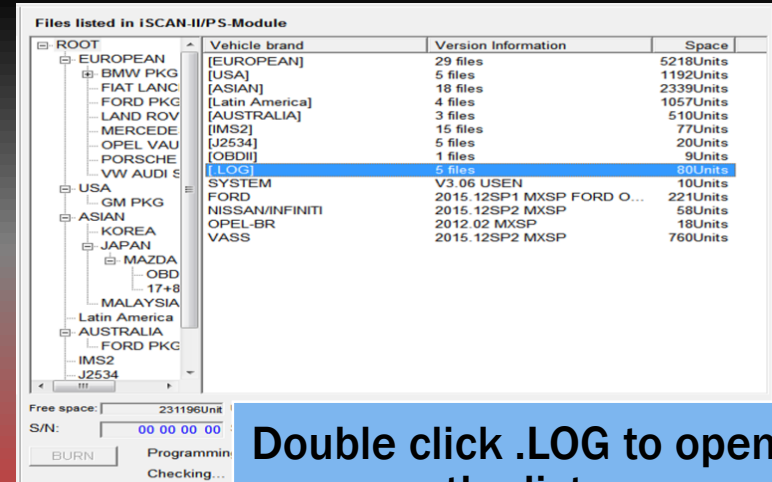 Files listed in iSCAN-II/PS-Module
ROOT
EUROPEAN
BMW PKG
FIAT LANC
FORD PKG
LAND ROV
MERCEDE
OPEL VAU
PORSCHE
VW AUDI S
USA
GM PKG
ASIAN
KOREA
JAPAN
MAZDA
OBD
17+8
MALAYSIA
Latin America
AUSTRALIA
FORD PKG
IMS2
J2534
Vehicle brand Version Information Space
[EUROPEAN] 29 files 5218Units
[USA] 5 files 1192Units
[ASIAN] 18 files 2339Units
[Latin America] 4 files 1057Units
[AUSTRALIA] 3 files 510Units
[IMS2] 15 files 77Units
[J2534] 5 files 20Units
[OBDII] 1 files 9Units
[.LOG] 5 files 80Units
SYSTEM V3.06 USEN 10Units
FORD 2015.12SP1 MXSP FORD O... 221Units
NISSAN/INFINITI 2015.12SP2 MXSP 58Units
OPEL-BR 2012.02 MXSP 18Units
VASS 2015.12SP2 MXSP 760Units
Free space: 231196Unit
S/N: 00 00 00 00
BURN Programmin
Checking...
Double click .LOG to open